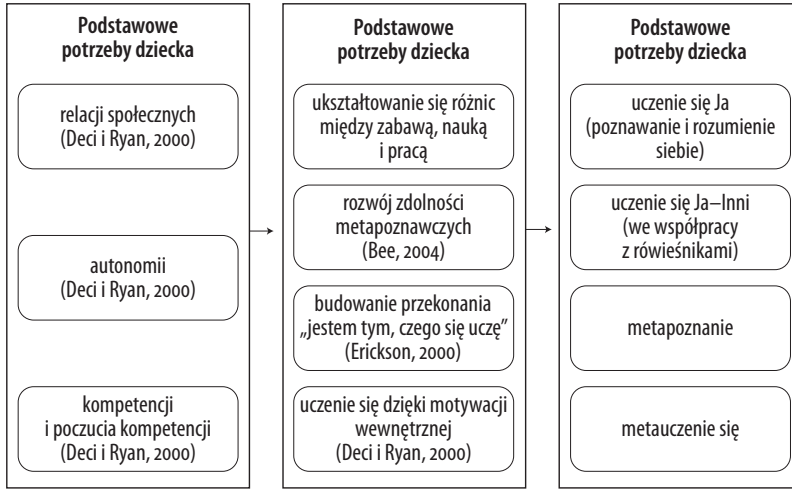 Podstawowe
potrzeby dziecka
relacji społecznych
(Deci i Ryan, 2000)
autonomii
(Deci i Ryan, 2000)
kompetencji
i poczucia kompetencji
(Deci i Ryan, 2000)
Podstawowe
potrzeby dziecka
ukształtowanie się różnic
między zabawą, nauką
i pracą
rozwój zdolności
metapoznawczych
(Bee, 2004)
budowanie przekonania
„jestem tym, czego się uczę”
(Erickson, 2000)
uczenie się dzięki motywacji
wewnętrznej
(Deci i Ryan, 2000)
Podstawowe
potrzeby dziecka
uczenie się Ja
(poznawanie i rozumienie
siebie)
uczenie się Ja–Inni
(we współpracy
z rówieśnikami)
metapoznanie
metauczenie się